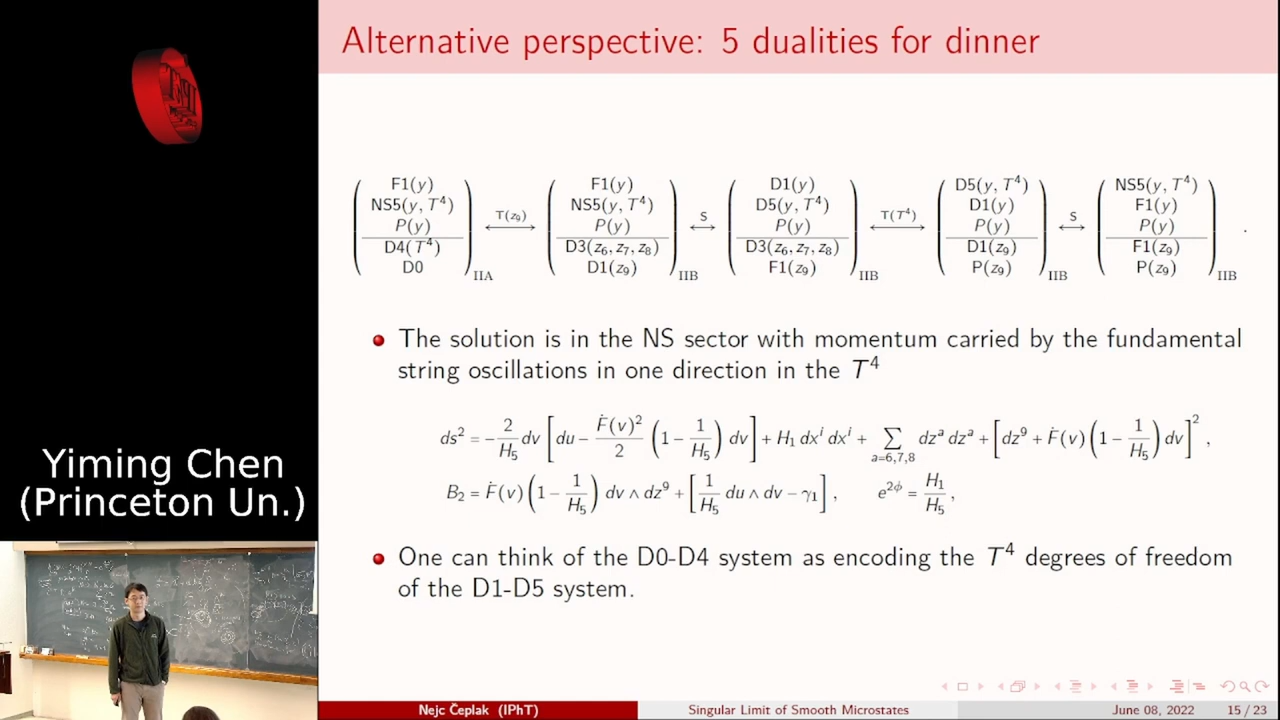 Alternative perspective: 5 dualities for dinner
F1(y) F1(y) D1(y) D5(y, T⁴) NS5(y, T⁴)
NS5(y, T⁴) NS5(y, T⁴) D5(y, T⁴) D1(y) F1(y)
P(y) T(z₉) P(y) S P(y) T(T⁴) P(y) S P(y) .
D4(T⁴) D3(z₆, z₇, z₈) D3(z₆, z₇, z₈) D1(z₉) F1(z₉)
D0 D1(z₉) F1(z₉) P(z₉) P(z₉)
IIA IIB IIB IIB IIB
The solution is in the NS sector with momentum carried by the fundamental
string oscillations in one direction in the T⁴
ds² = −2/H₅ dv [du − Ḟ(v)²/2 (1 − 1/H₅) dv] + H₁ dxⁱ dxⁱ + ∑_{a=6,7,8} dzᵃ dzᵃ + [dz⁹ + Ḟ(v) (1 − 1/H₅) dv]² ,
B₂ = Ḟ(v) (1 − 1/H₅) dv ∧ dz⁹ + [1/H₅ du ∧ dv − γ₁] , e^{2ϕ} = H₁/H₅ ,
One can think of the D0-D4 system as encoding the T⁴ degrees of freedom
of the D1-D5 system.
Yiming Chen
(Princeton Un.)
Nejc Čeplak (IPhT) Singular Limit of Smooth Microstates June 08, 2022 15 / 23